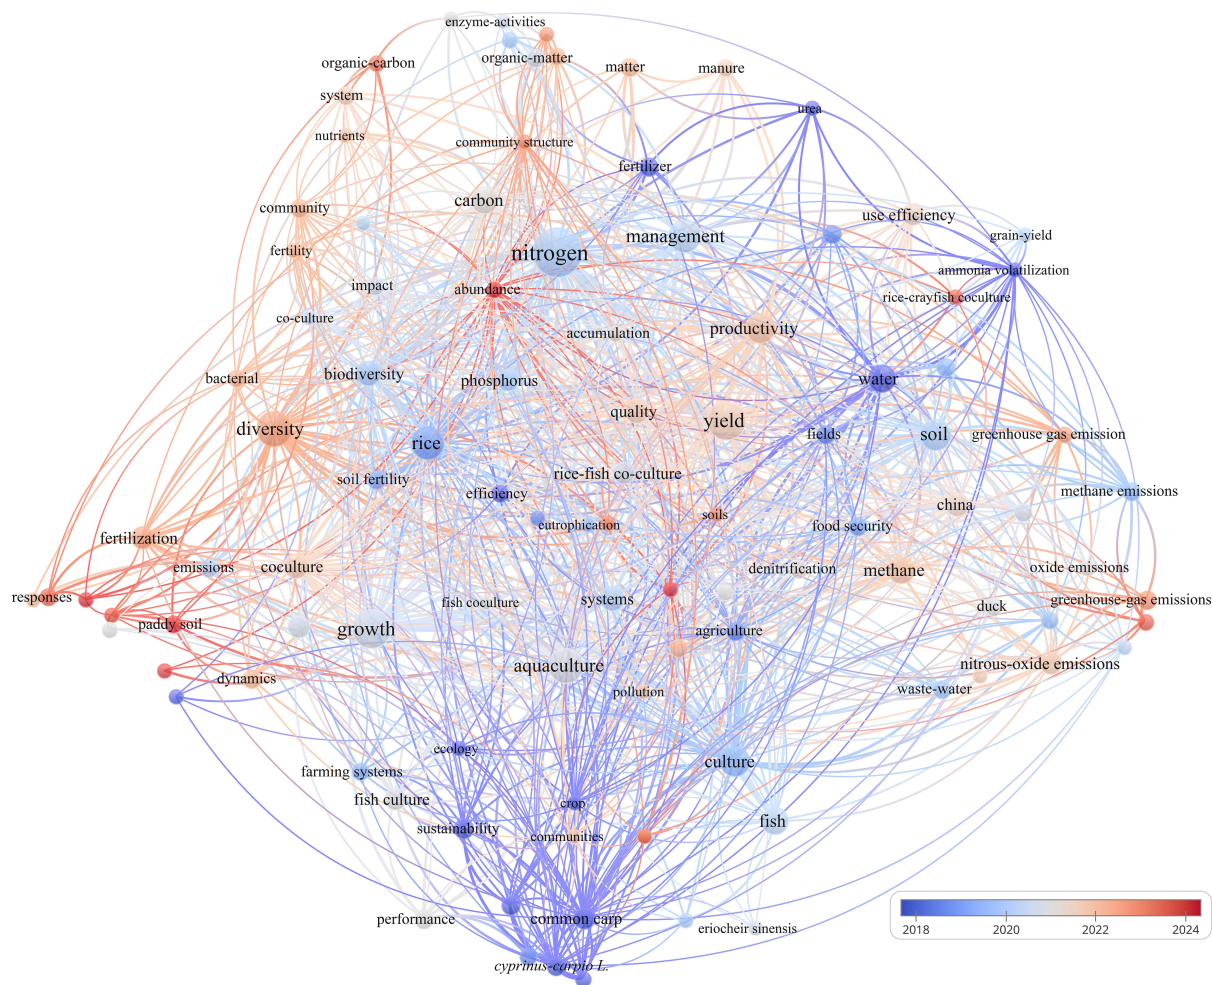 enzyme-activities
organic-matter
organic-carbon
matter
manure
system
urea
nutrients
community structure
fertilizer
carbon
community
use efficiency
management
grain-yield
nitrogen
fertility
ammonia volatilization
impact
abundance
rice-crayfish coculture
co-culture
accumulation
productivity
biodiversity
bacterial
phosphorus
water
quality
yield
diversity
rice
fields
soil
greenhouse gas emission
soil fertility
rice-fish co-culture
efficiency
methane emissions
china
soils
eutrophication
food security
fertilization
emissions
coculture
denitrification
methane
oxide emissions
responses
fish coculture
systems
duck
greenhouse-gas emissions
paddy soil
growth
agriculture
aquaculture
nitrous-oxide emissions
dynamics
pollution
waste-water
ecology
culture
farming systems
fish culture
crop
fish
sustainability
communities
performance
common carp
eriocheir sinensis
cyprinus-carpio L.
2018
2020
2022
2024